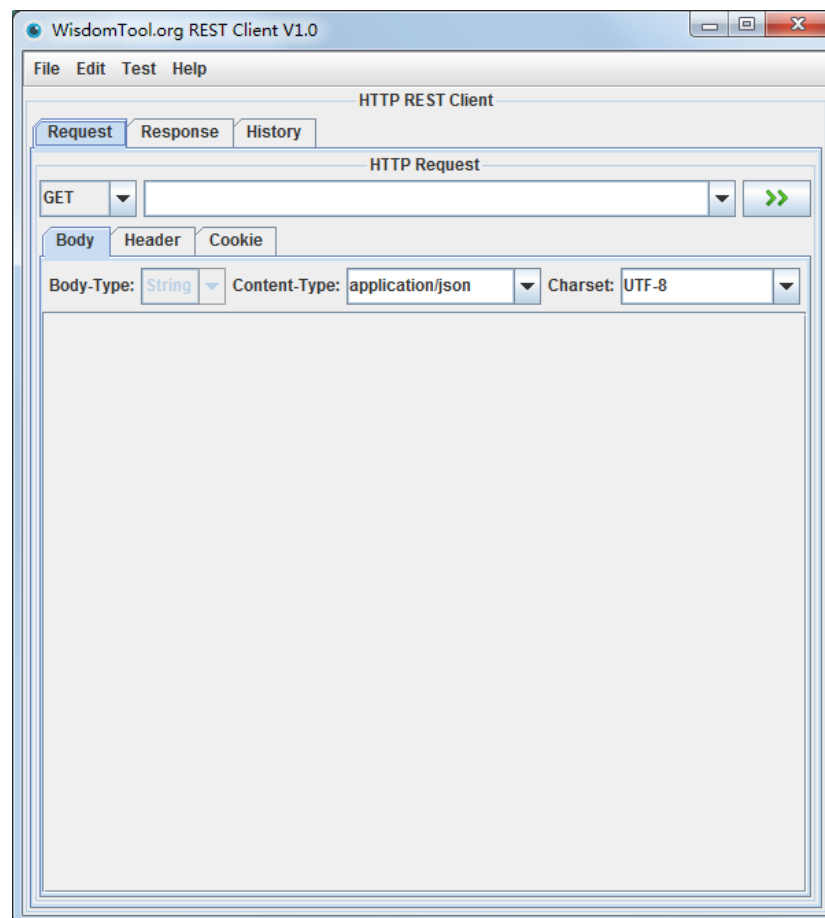 WisdomTool.org REST Client V1.0
File Edit Test Help
HTTP REST Client
Request Response History
HTTP Request
GET
Body Header Cookie
Body-Type: String Content-Type: application/json Charset: UTF-8